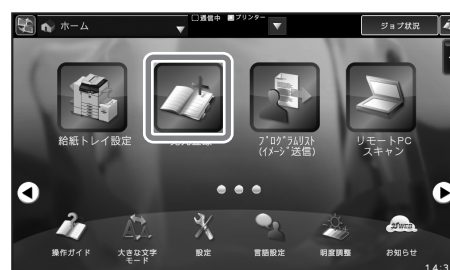 ホーム
通信中 プリンター
ジョブ状況
給紙トレイ設定
プログラムリスト
(イメージ送信)
リモートPC
スキャン
操作ガイド
大きな文字
モード
設定
言語設定
明度調整
お知らせ